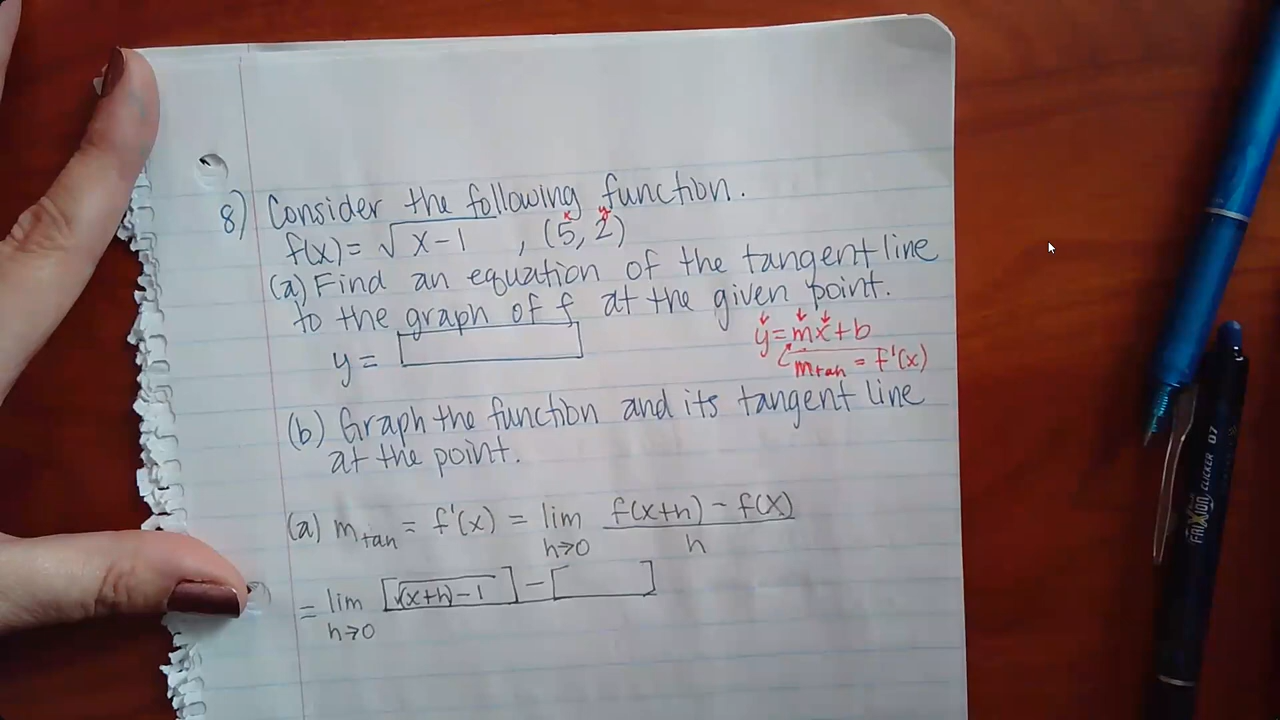 8) Consider the following function.
f(x) = √x-1 , (5, 2)
x y
(a) Find an equation of the tangent line
to the graph of f at the given point.
y =
y=mx+b
mtan = f'(x)
(b) Graph the function and its tangent line
at the point.
(a) mtan = f'(x) = lim h→0 f(x+h) - f(x) / h
= lim h→0 [√(x+h)-1] - [ ]
FRIXION CLICKER 07